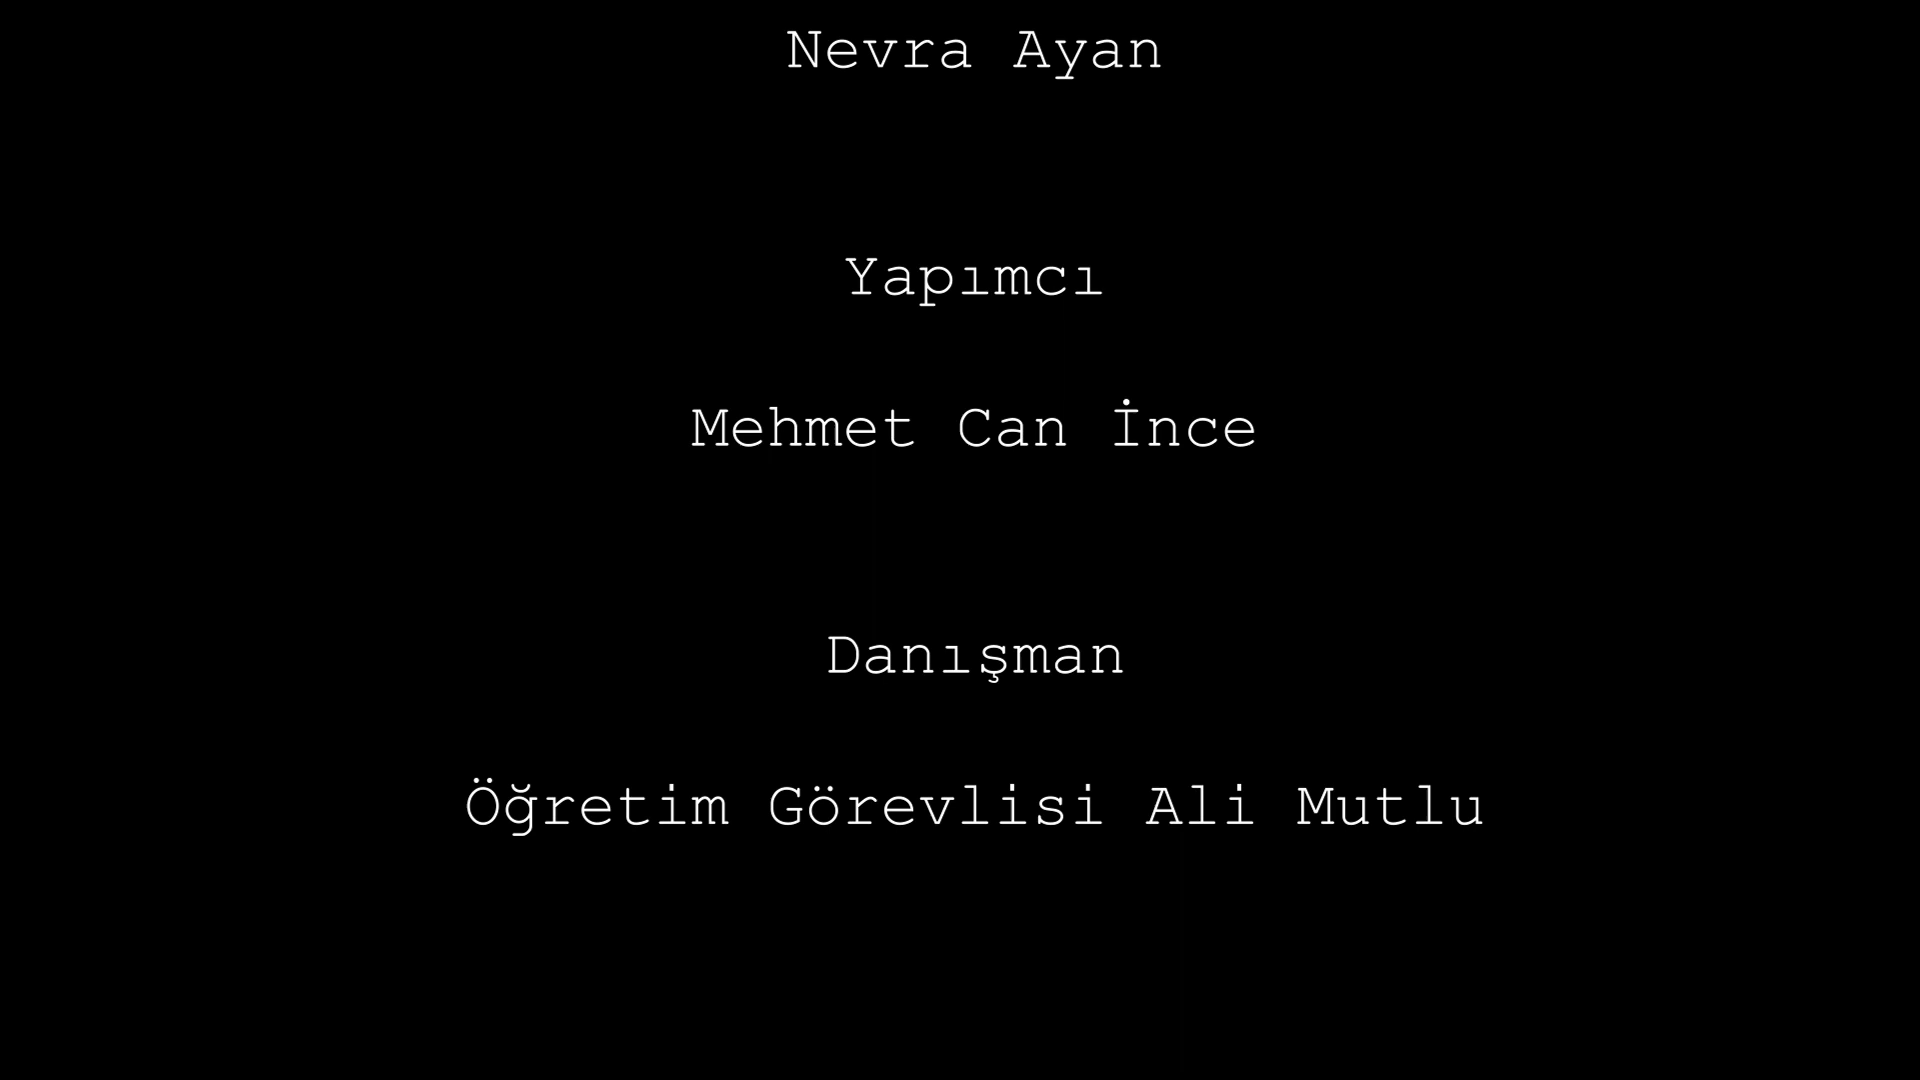 Nevra Ayan
Yapımcı
Mehmet Can İnce
Danışman
Öğretim Görevlisi Ali Mutlu